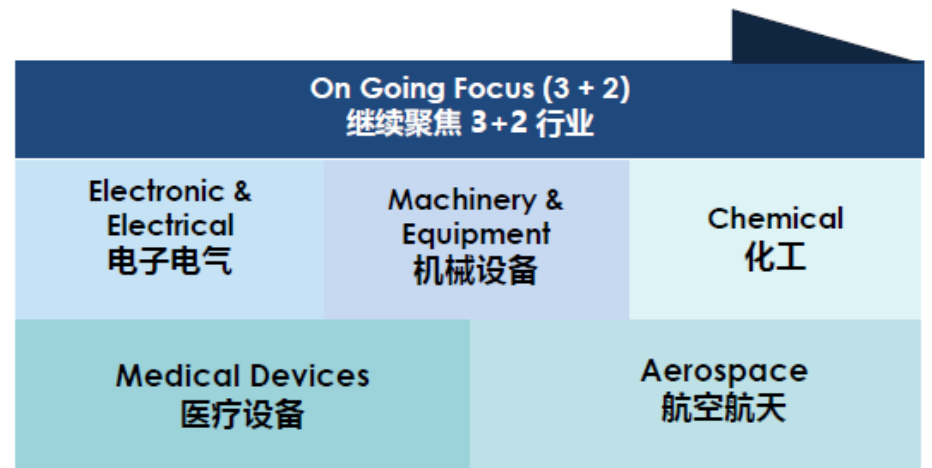 On Going Focus (3 + 2)
继续聚焦 3+2 行业
Electronic &
Electrical
电子电气
Machinery &
Equipment
机械设备
Chemical
化工
Medical Devices
医疗设备
Aerospace
航空航天